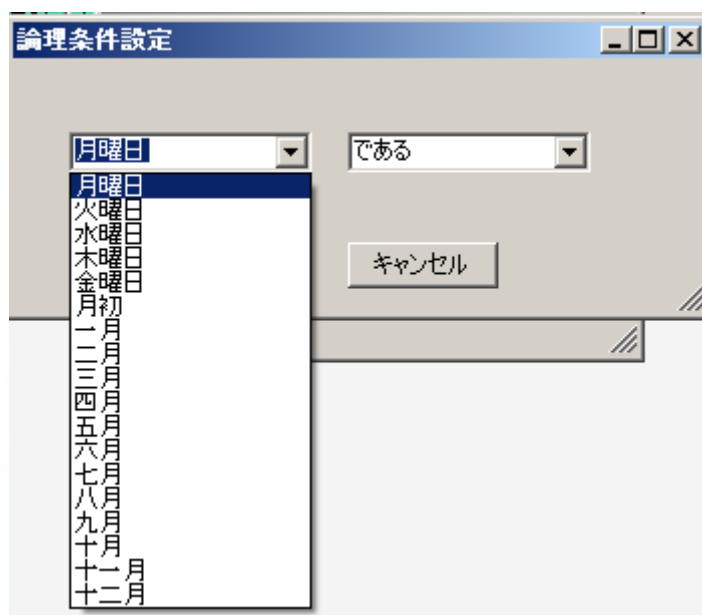 論理条件設定
月曜日 である
月曜日
火曜日
水曜日
木曜日
金曜日
月初
一月
二月
三月
四月
五月
六月
七月
八月
九月
十月
十一月
十二月
キャンセル